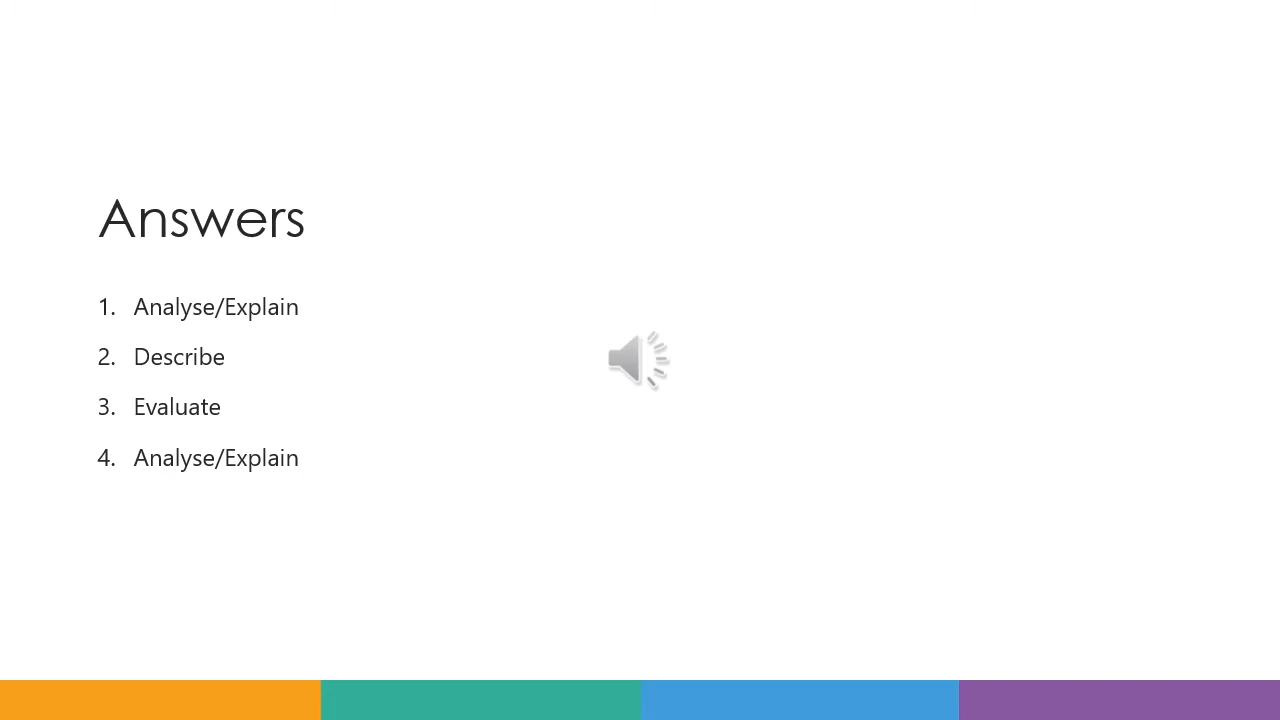 Answers
1. Analyse/Explain
2. Describe
3. Evaluate
4. Analyse/Explain